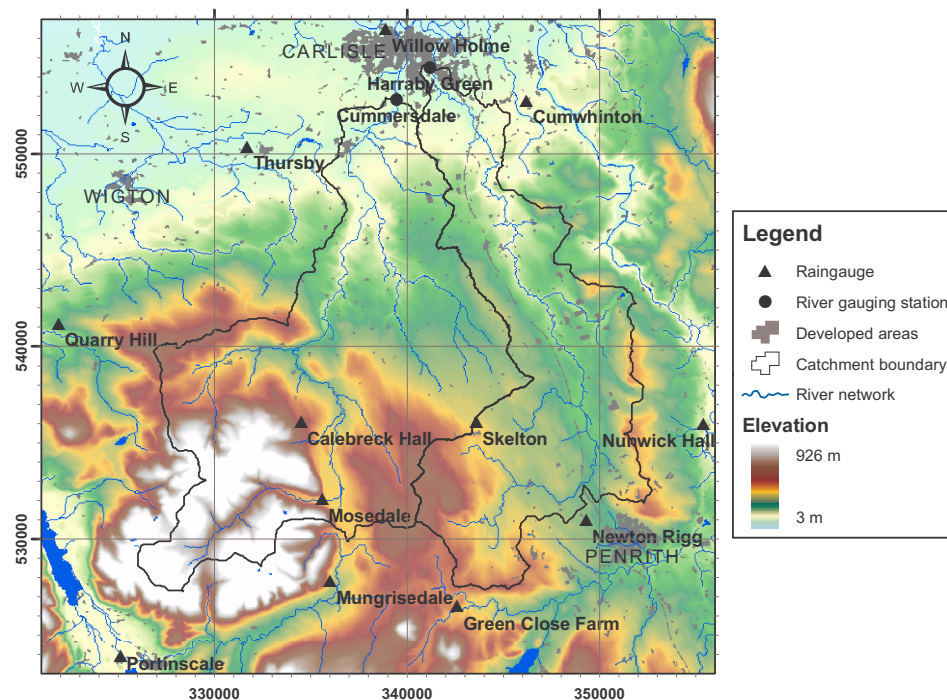 CARLISLE
Willow Holme
N
W
E
S
Harraby Green
Cummersdale
Cumwhinton
550000
Thursby
WIGTON
Legend
Raingauge
River gauging station
Developed areas
Catchment boundary
River network
Elevation
926 m
3 m
540000
Quarry Hill
Calebreck Hall
Skelton
Nunwick Hall
Mosedale
530000
Newton Rigg
PENRITH
Mungrisedale
Green Close Farm
Portinscale
330000
340000
350000